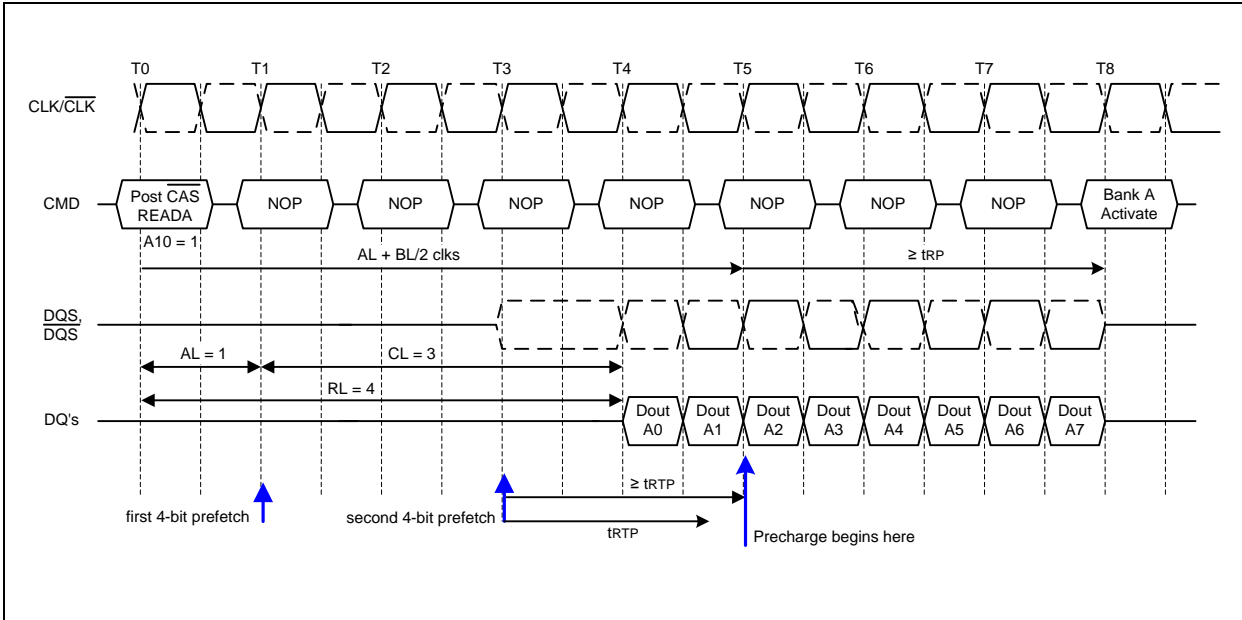 T0 T1 T2 T3 T4 T5 T6 T7 T8
CLK/CLK
CMD
Post CAS
READA
NOP NOP NOP NOP NOP NOP NOP
Bank A
Activate
A10 = 1
AL + BL/2 clks
≥ tRP
DQS,
DQS
AL = 1
CL = 3
RL = 4
DQ's
Dout
A0
Dout
A1
Dout
A2
Dout
A3
Dout
A4
Dout
A5
Dout
A6
Dout
A7
≥ tRTP
first 4-bit prefetch
second 4-bit prefetch
tRTP
Precharge begins here